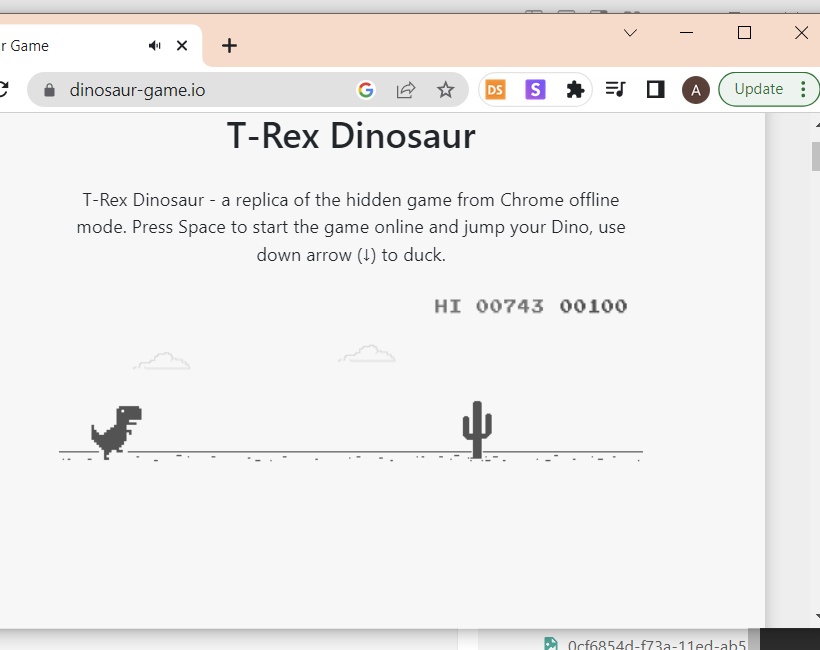 r Game
dinosaur-game.io
DS
S
A
Update
T-Rex Dinosaur
T-Rex Dinosaur - a replica of the hidden game from Chrome offline
mode. Press Space to start the game online and jump your Dino, use
down arrow (↓) to duck.
HI 00743 00100
0cf6854d-f73a-11ed-ab5